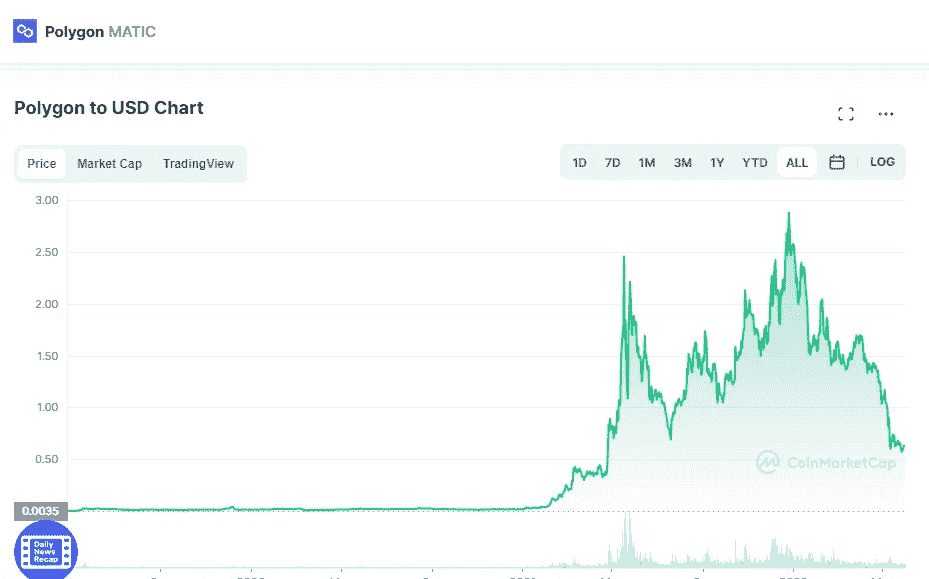 Polygon MATIC
Polygon to USD Chart
Price Market Cap TradingView
1D 7D 1M 3M 1Y YTD ALL LOG
3.00
2.50
2.00
1.50
1.00
0.50
CoinMarketCap
0.0035
Daily
News
Recap